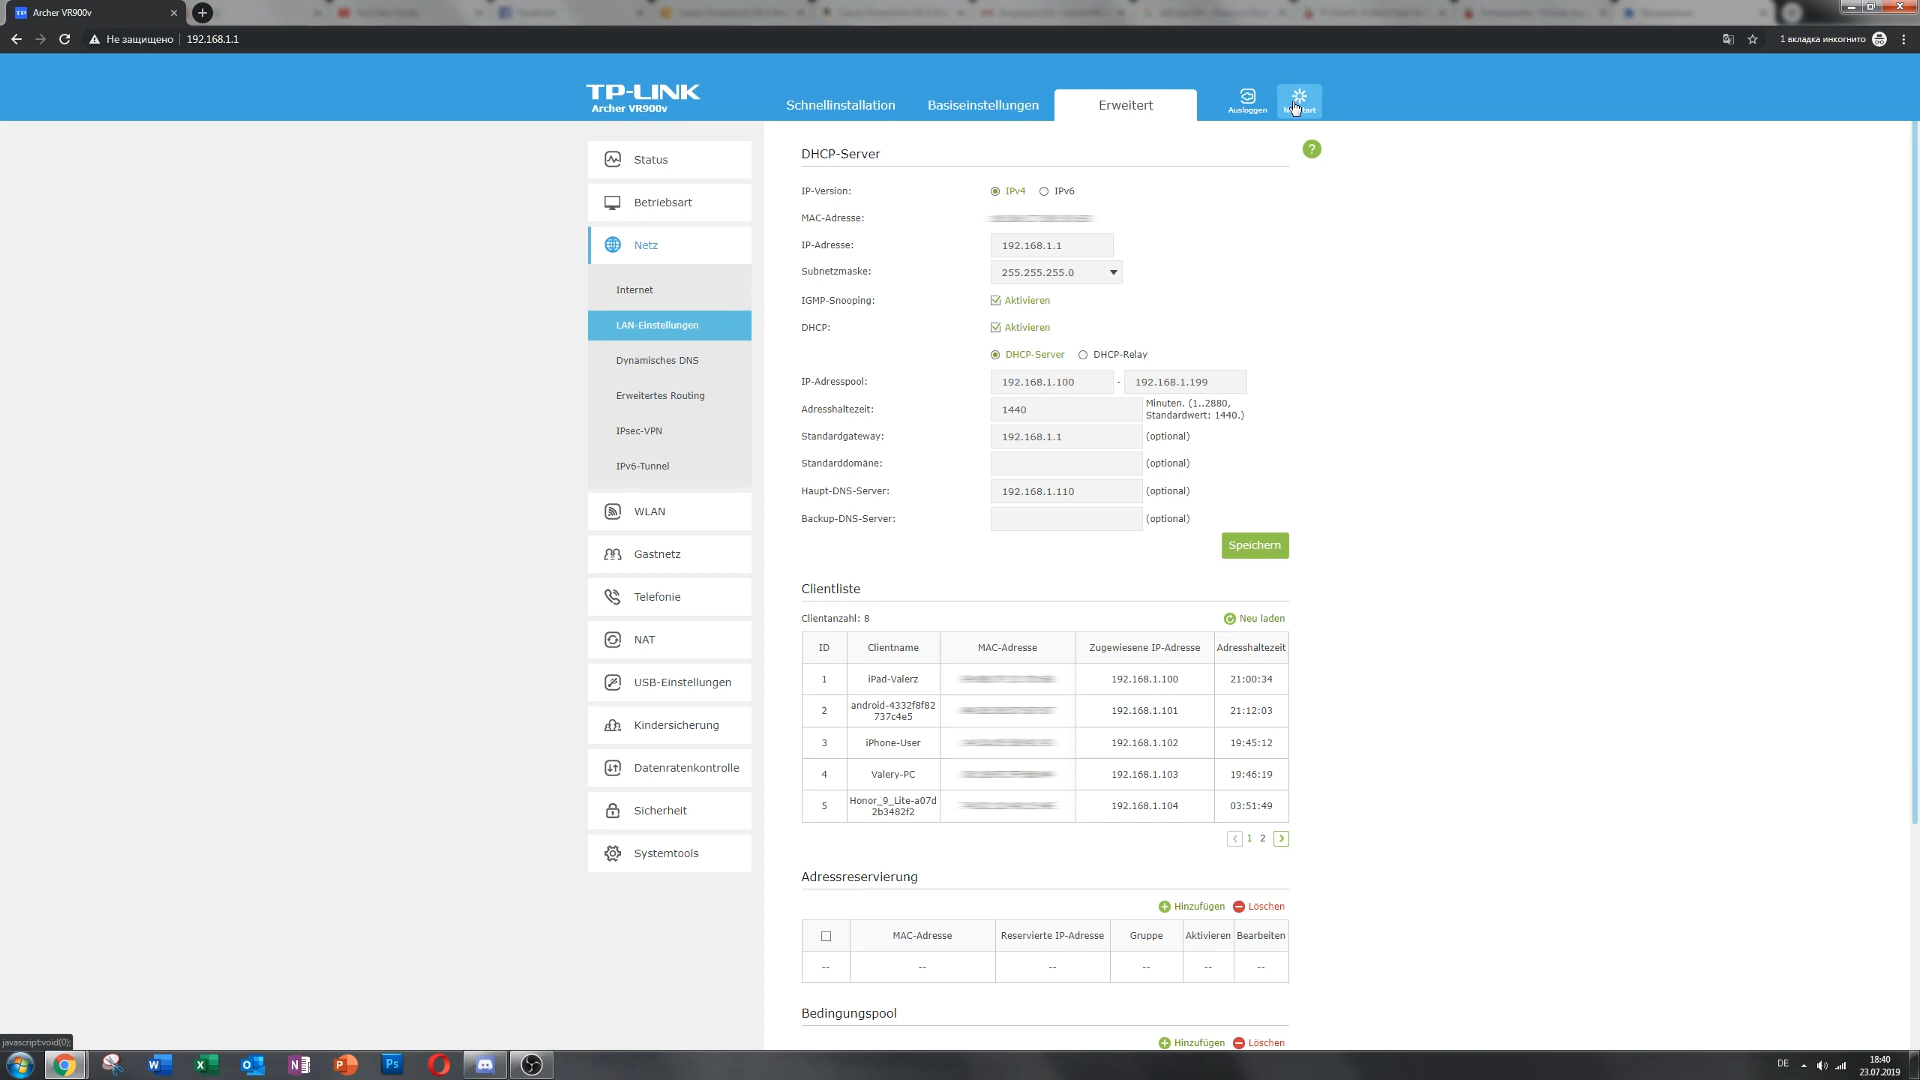 Archer VR900v
Не защищено
192.168.1.1
1 вкладка инкогнито
TP-LINK
Archer VR900v
Schnellinstallation
Basiseinstellungen
Erweitert
Ausloggen
DHCP-Server
Status
Betriebsart
Netz
Internet
LAN-Einstellungen
Dynamisches DNS
Erweitertes Routing
IPsec-VPN
IPv6-Tunnel
WLAN
Gastnetz
Telefonie
NAT
USB-Einstellungen
Kindersicherung
Datenratenkontrolle
Sicherheit
Systemtools
IP-Version: IPv4 IPv6
MAC-Adresse:
IP-Adresse: 192.168.1.1
Subnetzmaske: 255.255.255.0
IGMP-Snooping: Aktivieren
DHCP: Aktivieren
DHCP-Server DHCP-Relay
IP-Adresspool: 192.168.1.100 - 192.168.1.199
Adresshaltezeit: 1440 Minuten. (1..2880,
Standardwert: 1440.)
Standardgateway: 192.168.1.1 (optional)
Standarddomäne: (optional)
Haupt-DNS-Server: 192.168.1.110 (optional)
Backup-DNS-Server: (optional)
Speichern
Clientliste
Clientanzahl: 8
Neu laden
ID Clientname MAC-Adresse Zugewiesene IP-Adresse Adresshaltezeit
1 iPad-Valerz 192.168.1.100 21:00:34
2 android-4332f8f82
737c4e5 192.168.1.101 21:12:03
3 iPhone-User 192.168.1.102 19:45:12
4 Valery-PC 192.168.1.103 19:46:19
5 Honor_9_Lite-a07d
2b3482f2 192.168.1.104 03:51:49
< 1 2 >
Adressreservierung
Hinzufügen Löschen
MAC-Adresse Reservierte IP-Adresse Gruppe Aktivieren Bearbeiten
-- -- -- -- -- --
Bedingungspool
Hinzufügen Löschen
javascript:void(0);
DE
18:40
23.07.2019